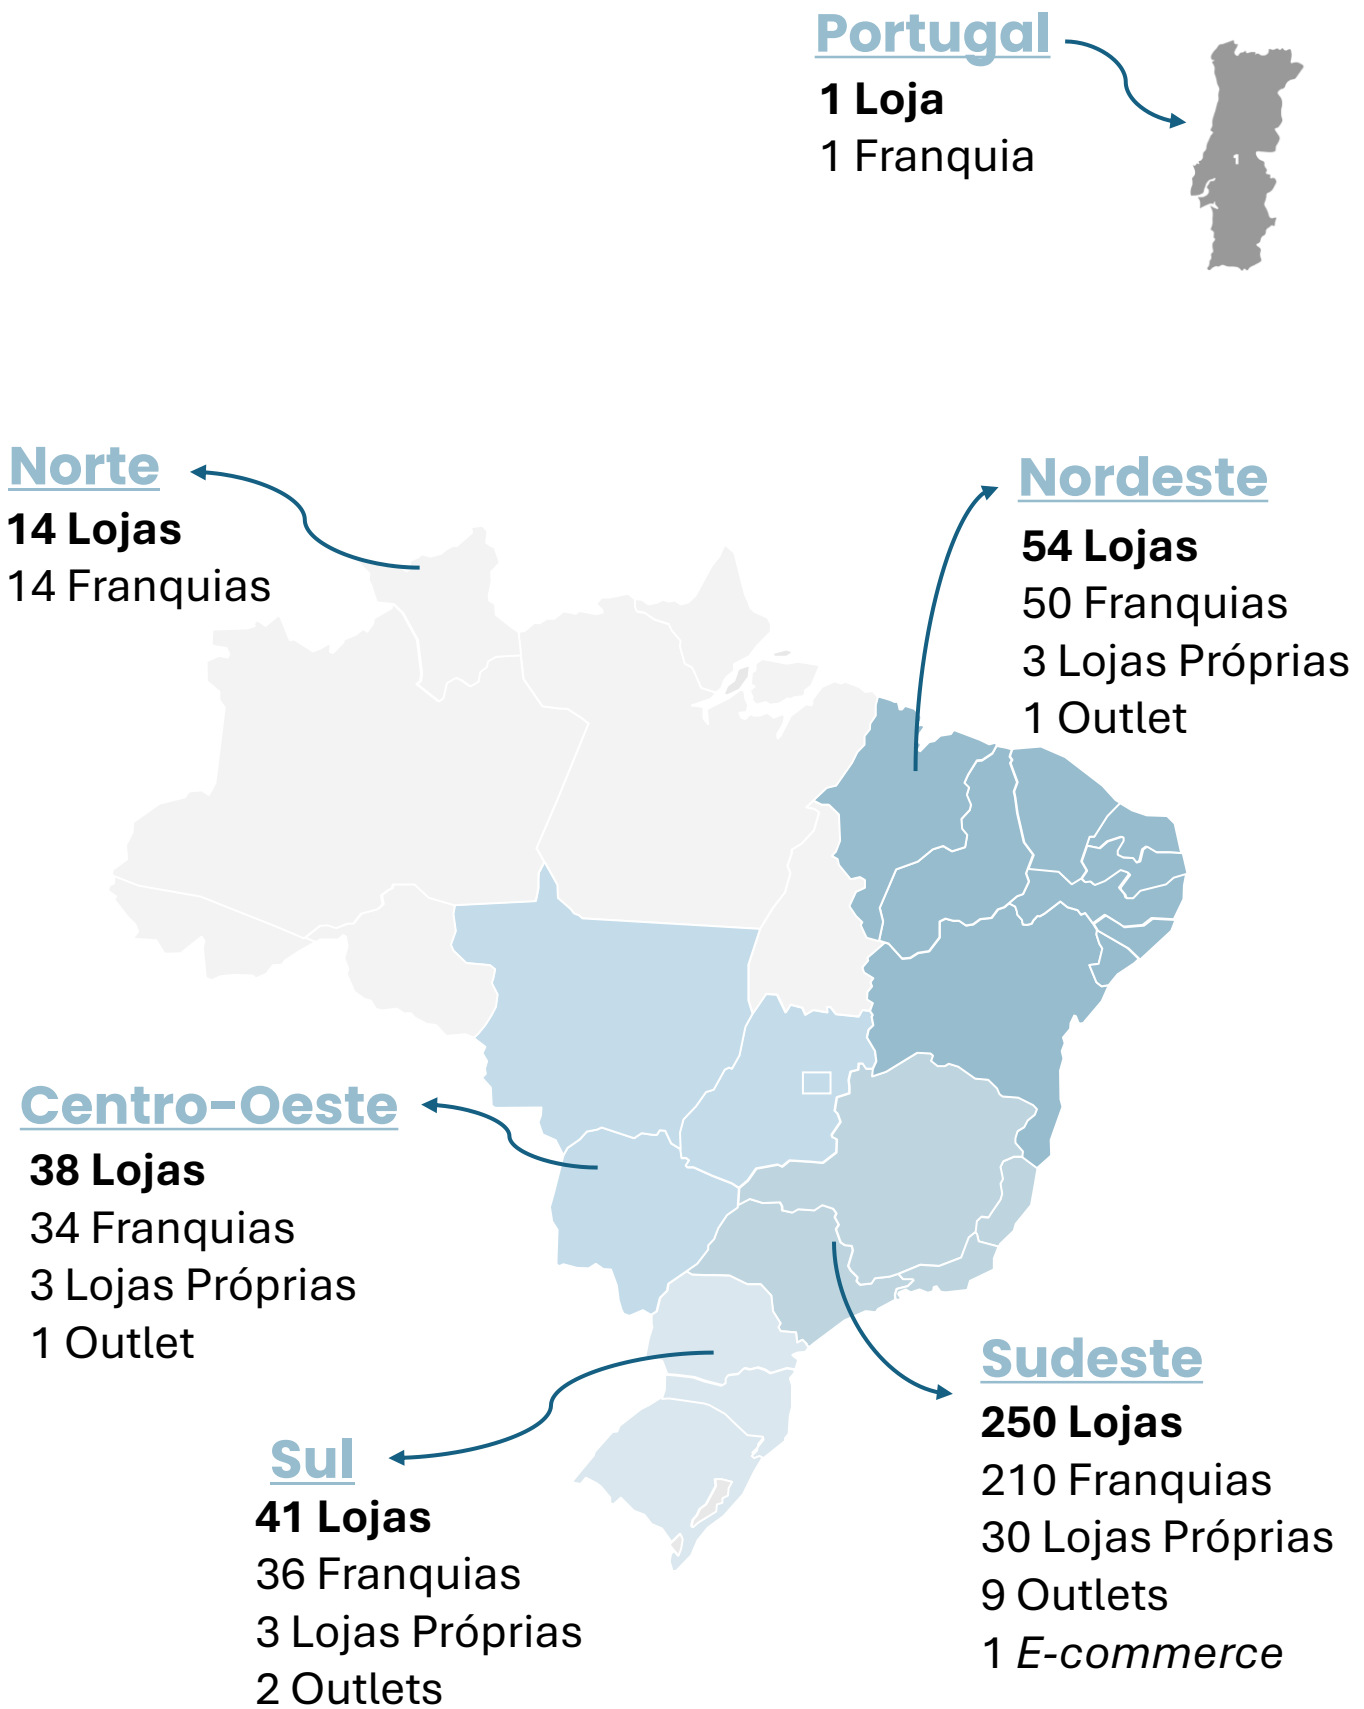 Portugal
1 Loja
1 Franquia
1
Norte
14 Lojas
14 Franquias
Nordeste
54 Lojas
50 Franquias
3 Lojas Próprias
1 Outlet
Centro-Oeste
38 Lojas
34 Franquias
3 Lojas Próprias
1 Outlet
Sudeste
250 Lojas
210 Franquias
30 Lojas Próprias
9 Outlets
1 E-commerce
Sul
41 Lojas
36 Franquias
3 Lojas Próprias
2 Outlets